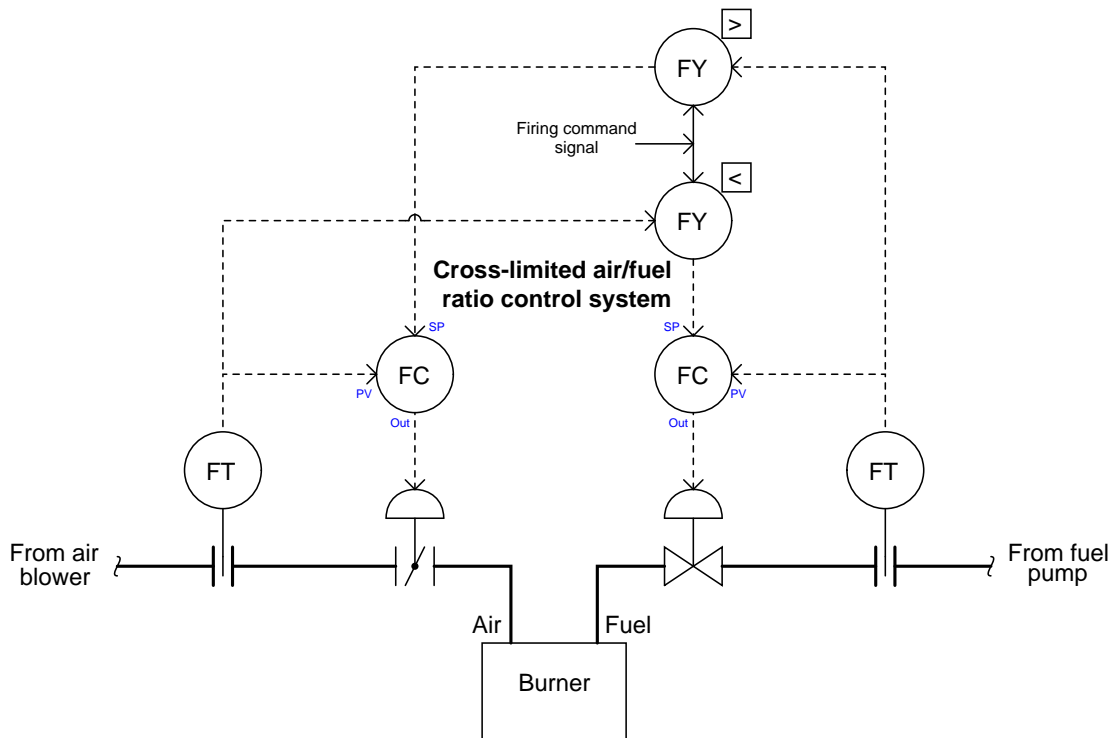 >
FY
Firing command
signal
<
FY
Cross-limited air/fuel
ratio control system
SP
SP
FC
FC
PV
PV
Out
Out
FT
FT
From air
blower
From fuel
pump
Air
Fuel
Burner